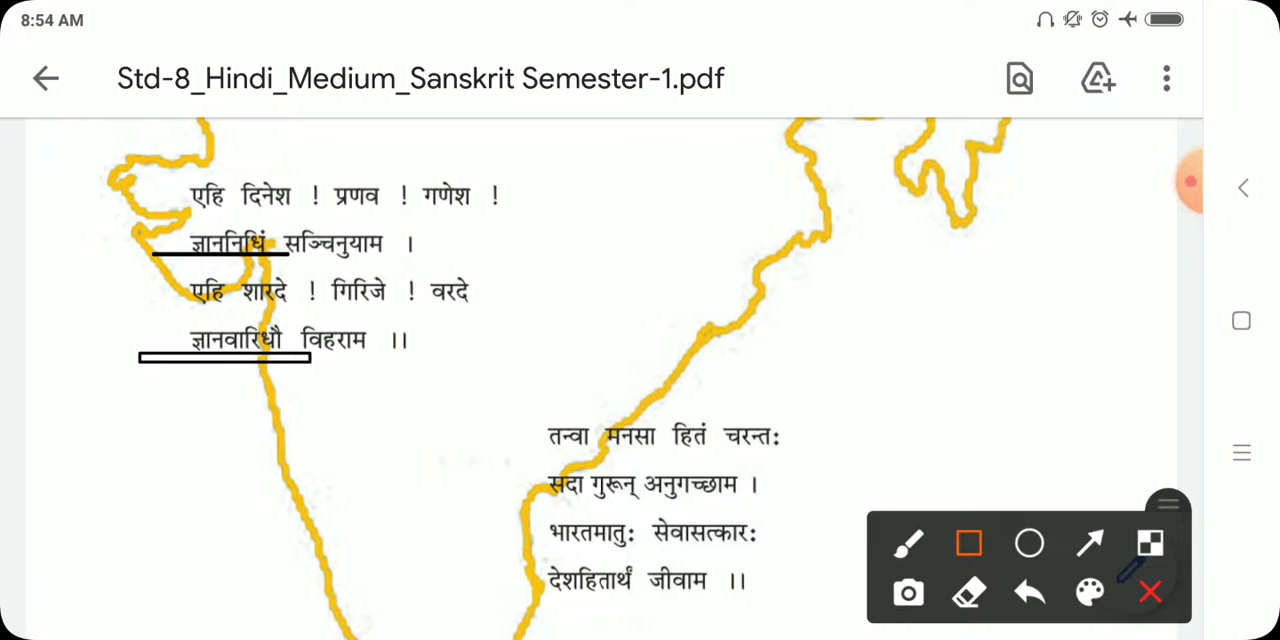 8:54 AM
Std-8_Hindi_Medium_Sanskrit Semester-1.pdf
एहि दिनेश ! प्रणव ! गणेश !
ज्ञाननिधिं सञ्चिनुयाम ।
एहि शारदे ! गिरिजे ! वरदे
ज्ञानवारिधौ विहराम ।।
तन्वा मनसा हितं चरन्तः
सदा गुरून् अनुगच्छाम ।
भारतमातुः सेवासत्कारः
देशहितार्थं जीवाम ।।